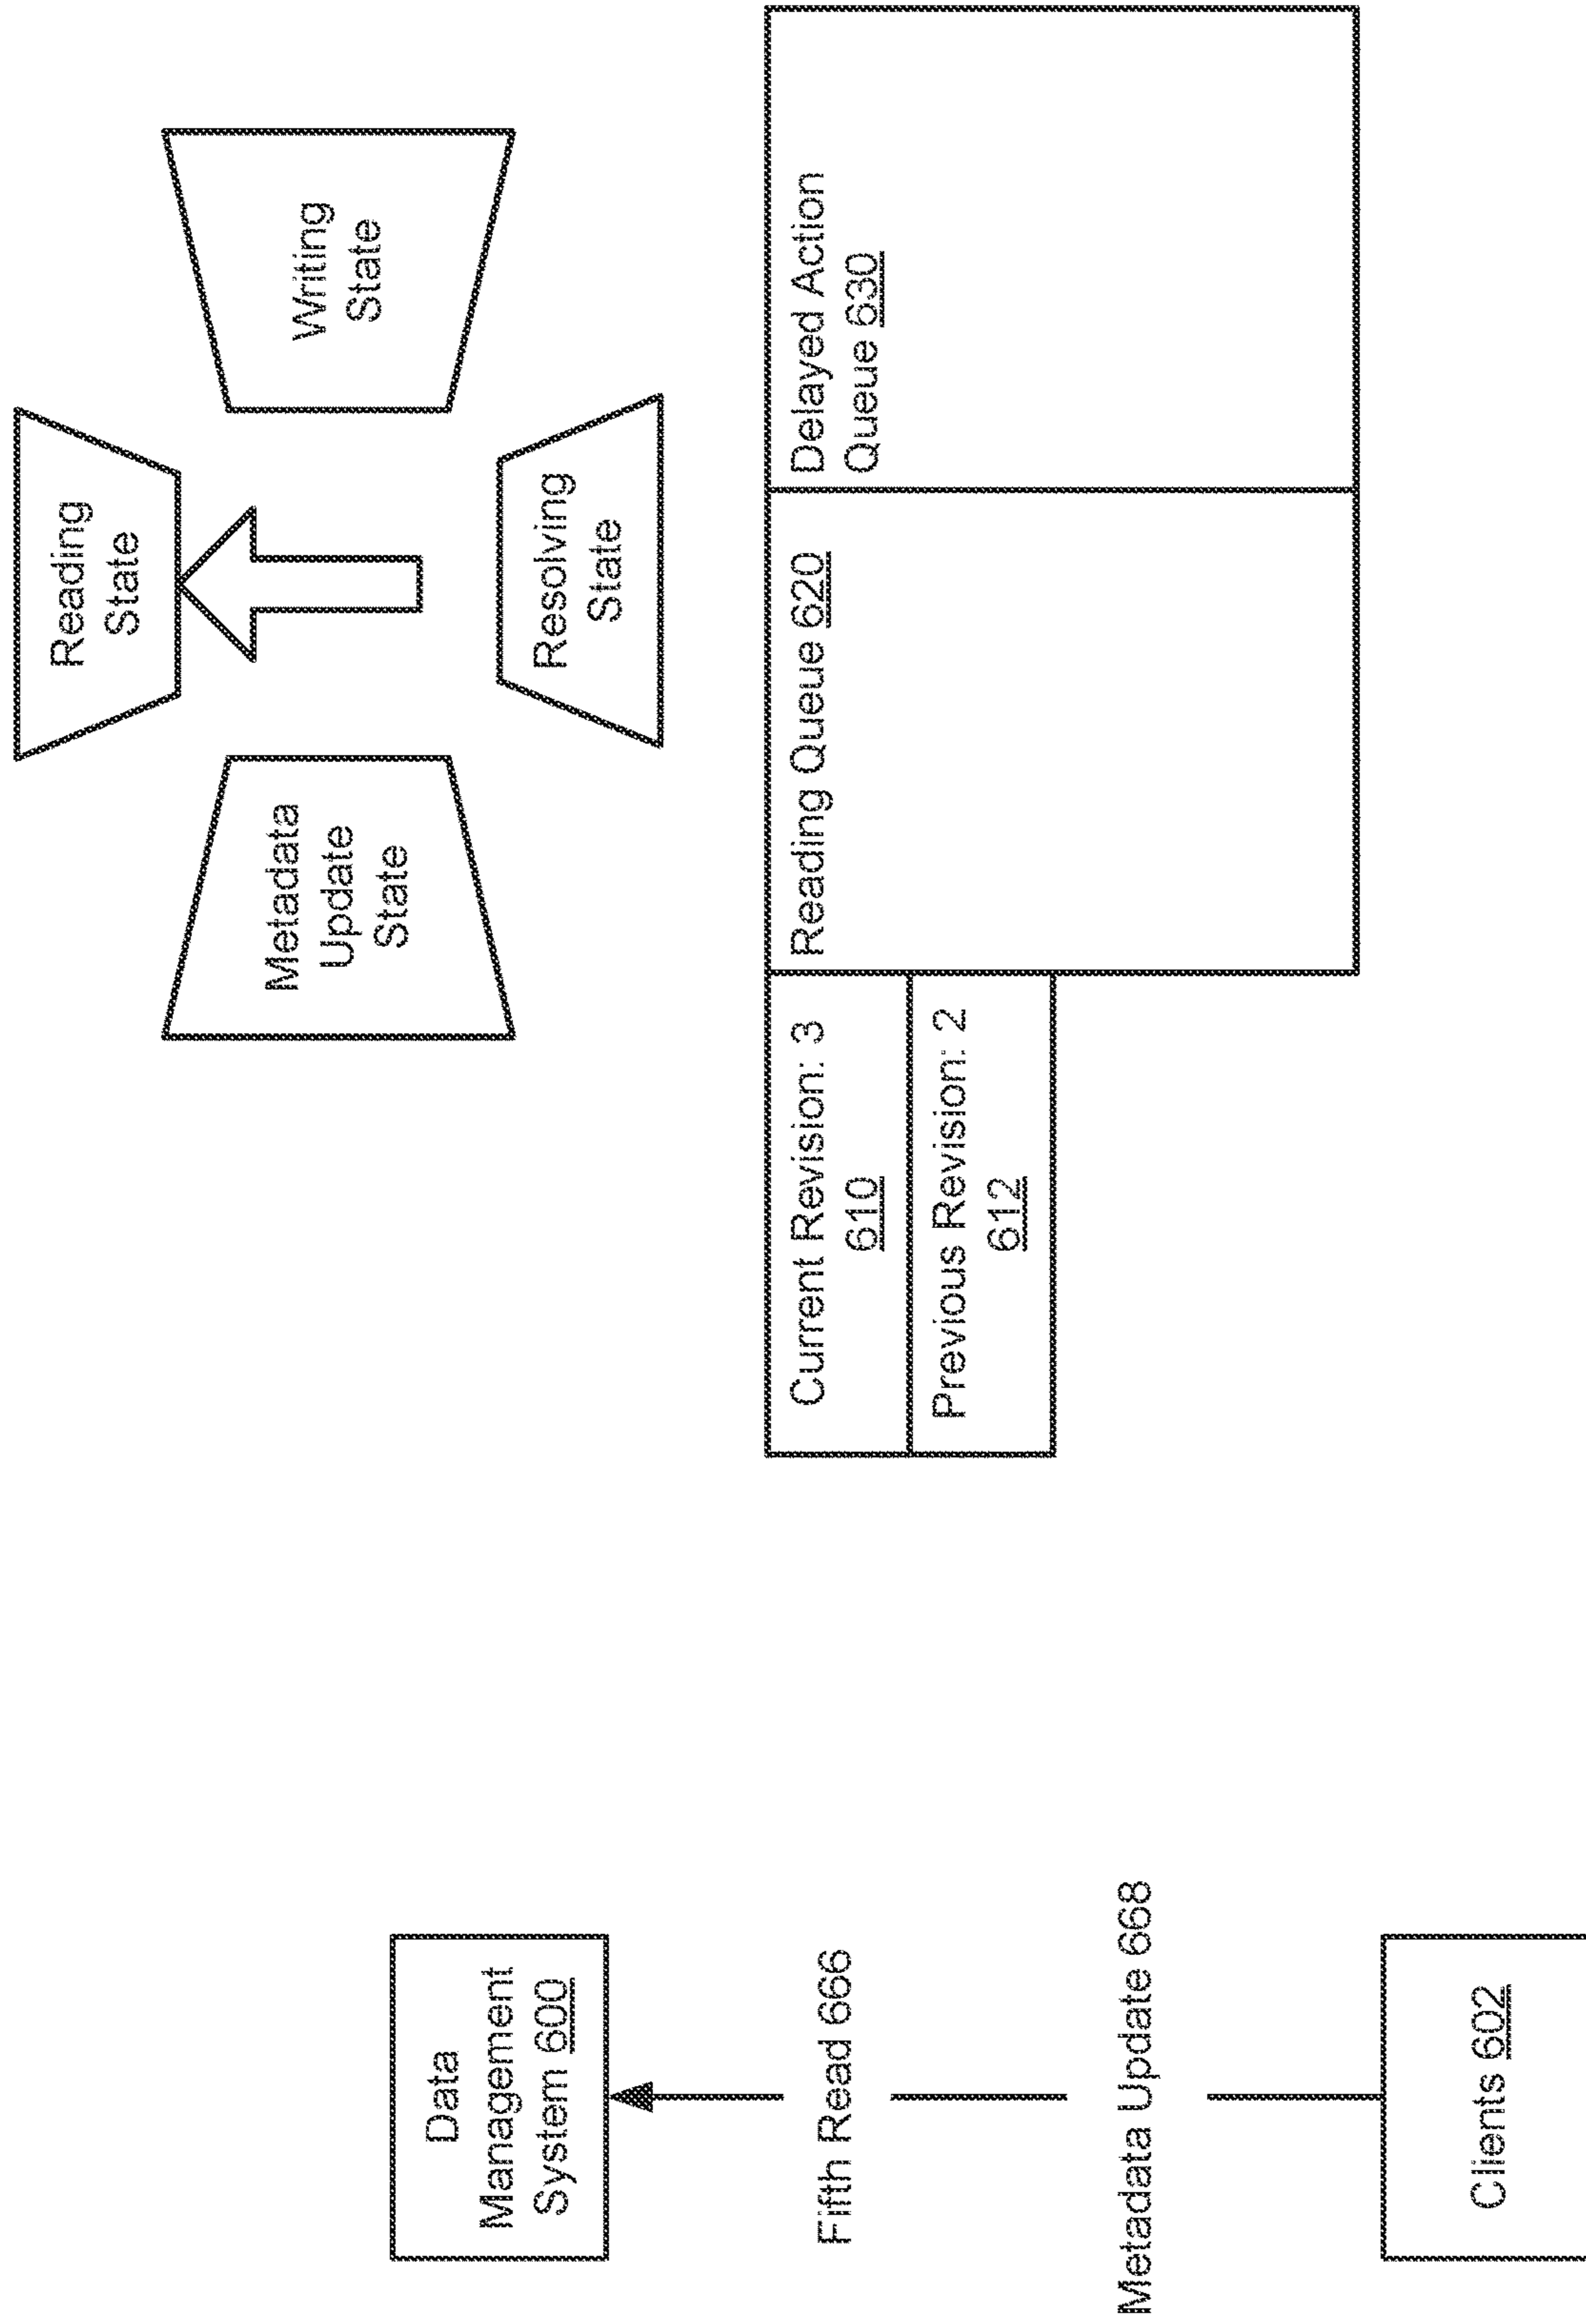 Data
Management
System 600
Fifth Read 666
Metadata Update 668
Clients 602
Reading
State
Metadata
Update
State
Writing
State
Resolving
State
Current Revision: 3
610
Previous Revision: 2
612
Reading Queue 620
Delayed Action
Queue 630